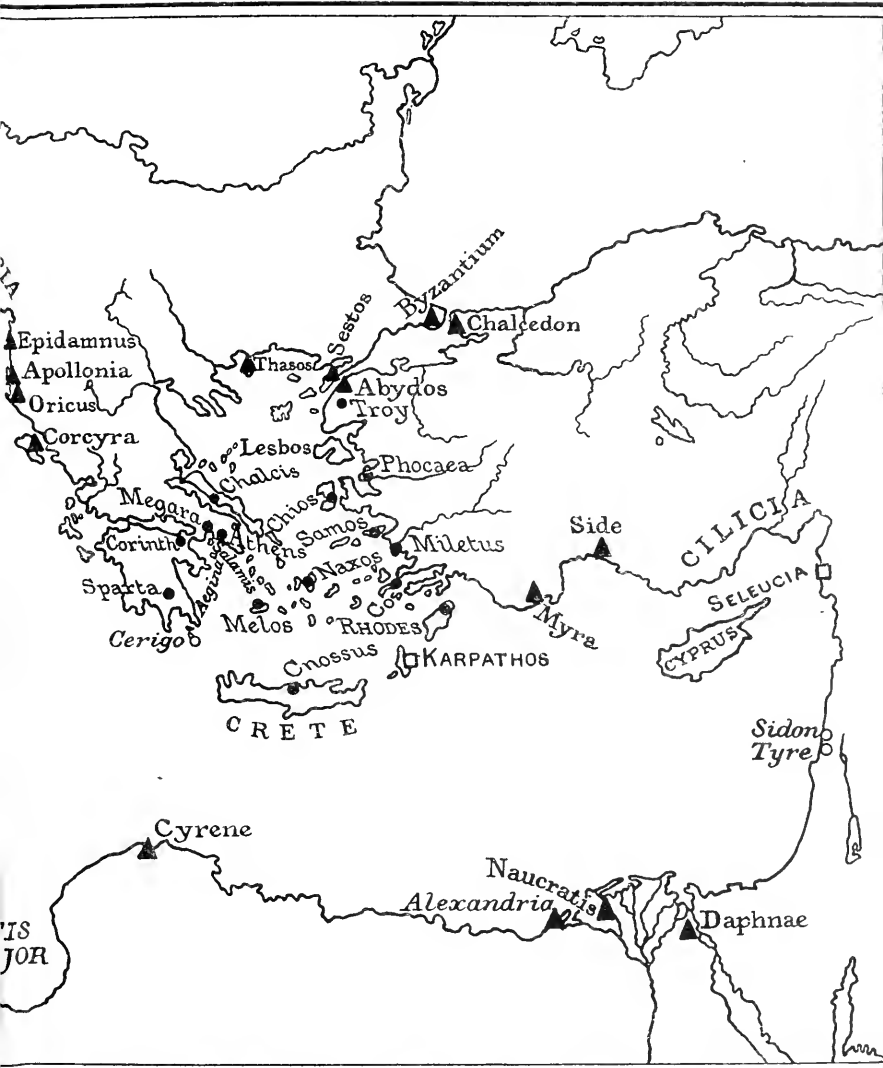 Byzantium
Chalcedon
Sestos
Epidamnus
Thasos
Apollonia
Abydos
Oricus
Troy
Corcyra
Lesbos
Phocaea
Chalcis
Megara
Chios
Side
CILICIA
Corinth
Athens
Samos
Miletus
Salamis
Aegina
Naxos
Sparta
Cos
SELEUCIA
Melos
RHODES
Myra
Cerigo
CYPRUS
Cnossus
KARPATHOS
CRETE
Sidon
Tyre
Cyrene
Naucratis
Alexandria
Daphnae
TIS
JOR